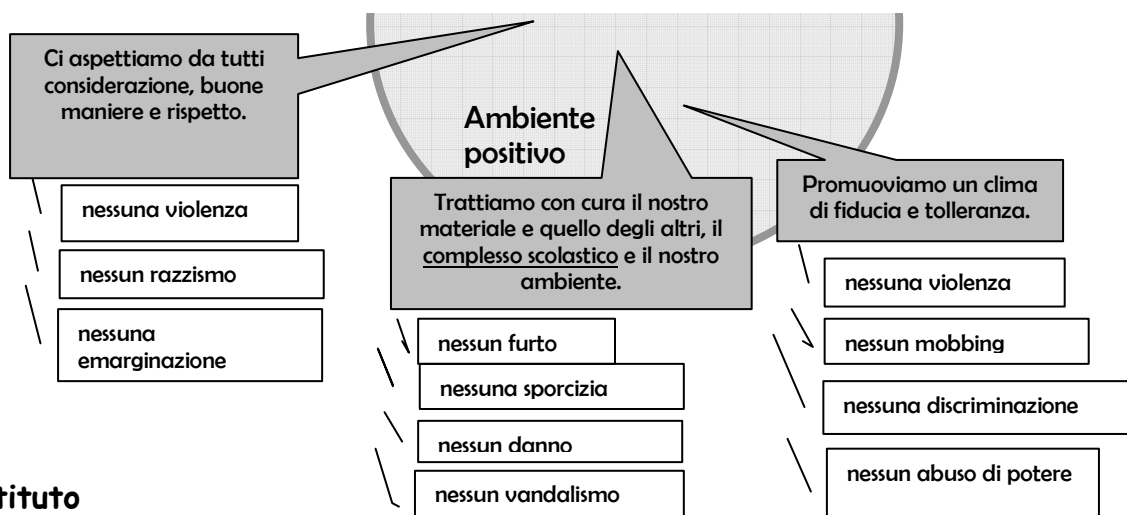 Ci aspettiamo da tutti
considerazione, buone
maniere e rispetto.
nessuna violenza
nessun razzismo
nessuna
emarginazione
Ambiente
positivo
Trattiamo con cura il nostro
materiale e quello degli altri, il
complesso scolastico e il nostro
ambiente.
nessun furto
nessuna sporcizia
nessun danno
nessun vandalismo
Promuoviamo un clima
di fiducia e tolleranza.
nessuna violenza
nessun mobbing
nessuna discriminazione
nessun abuso di potere
tituto